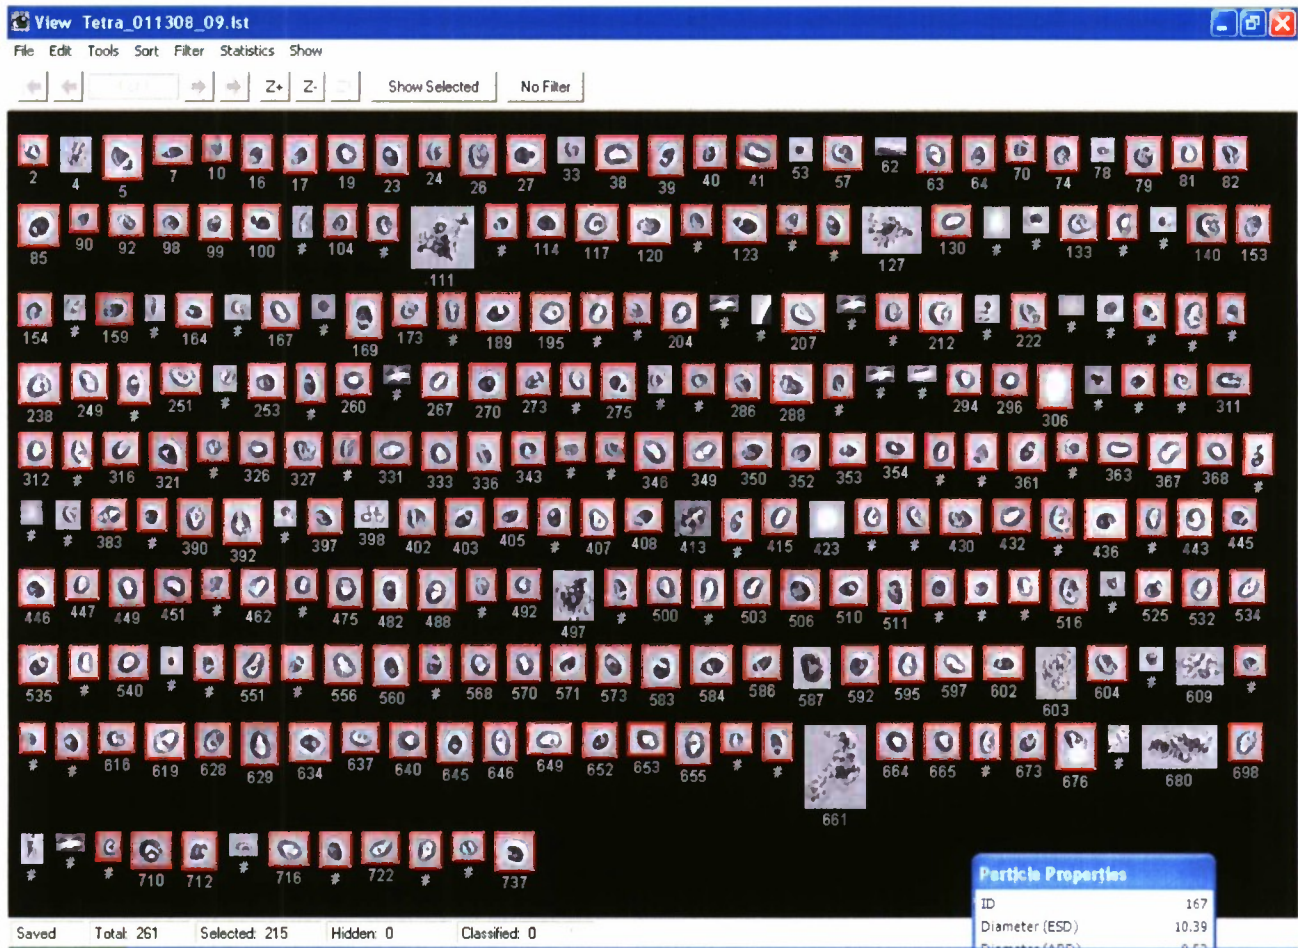 View Tetra_011308_09.lst
File Edit Tools Sort Filter Statistics Show
Z+ Z- Show Selected No Filter
2 4 5 7 10 16 17 19 23 24 26 27 33 38 39 40 41 53 57 62 63 64 70 74 78 79 81 82
85 90 92 98 99 100 # 104 # 111 # 114 117 120 # 123 # # 127 130 # # 133 # # 140 153
154 # 159 # 164 # 167 # 169 173 # 189 195 # # 204 # # 207 # # 212 # 222 # # # # #
238 249 # 251 # 253 # 260 # 267 270 273 # 275 # # 286 288 # # # 294 296 306 # # # 311
312 # 316 321 # 326 327 # 331 333 336 343 # # 346 349 350 352 353 354 # # 361 # 363 367 368 #
# # 383 # 390 392 # 397 398 402 403 405 # 407 408 413 # 415 423 # # 430 432 # 436 # 443 445
446 447 449 451 # 462 # 475 482 488 # 492 497 # 500 # 503 506 510 511 # # # 516 # 525 532 534
535 # 540 # # 551 # 556 560 # 568 570 571 573 583 584 586 587 592 595 597 602 603 604 # 609 #
# # 616 619 628 629 634 637 640 645 646 649 652 653 655 # # 661 664 665 # 673 676 # 680 698
# # # 710 712 # 716 # 722 # # 737
Particle Properties
ID 167
Diameter (ESD) 10.39
Saved Total: 261 Selected: 215 Hidden: 0 Classified: 0